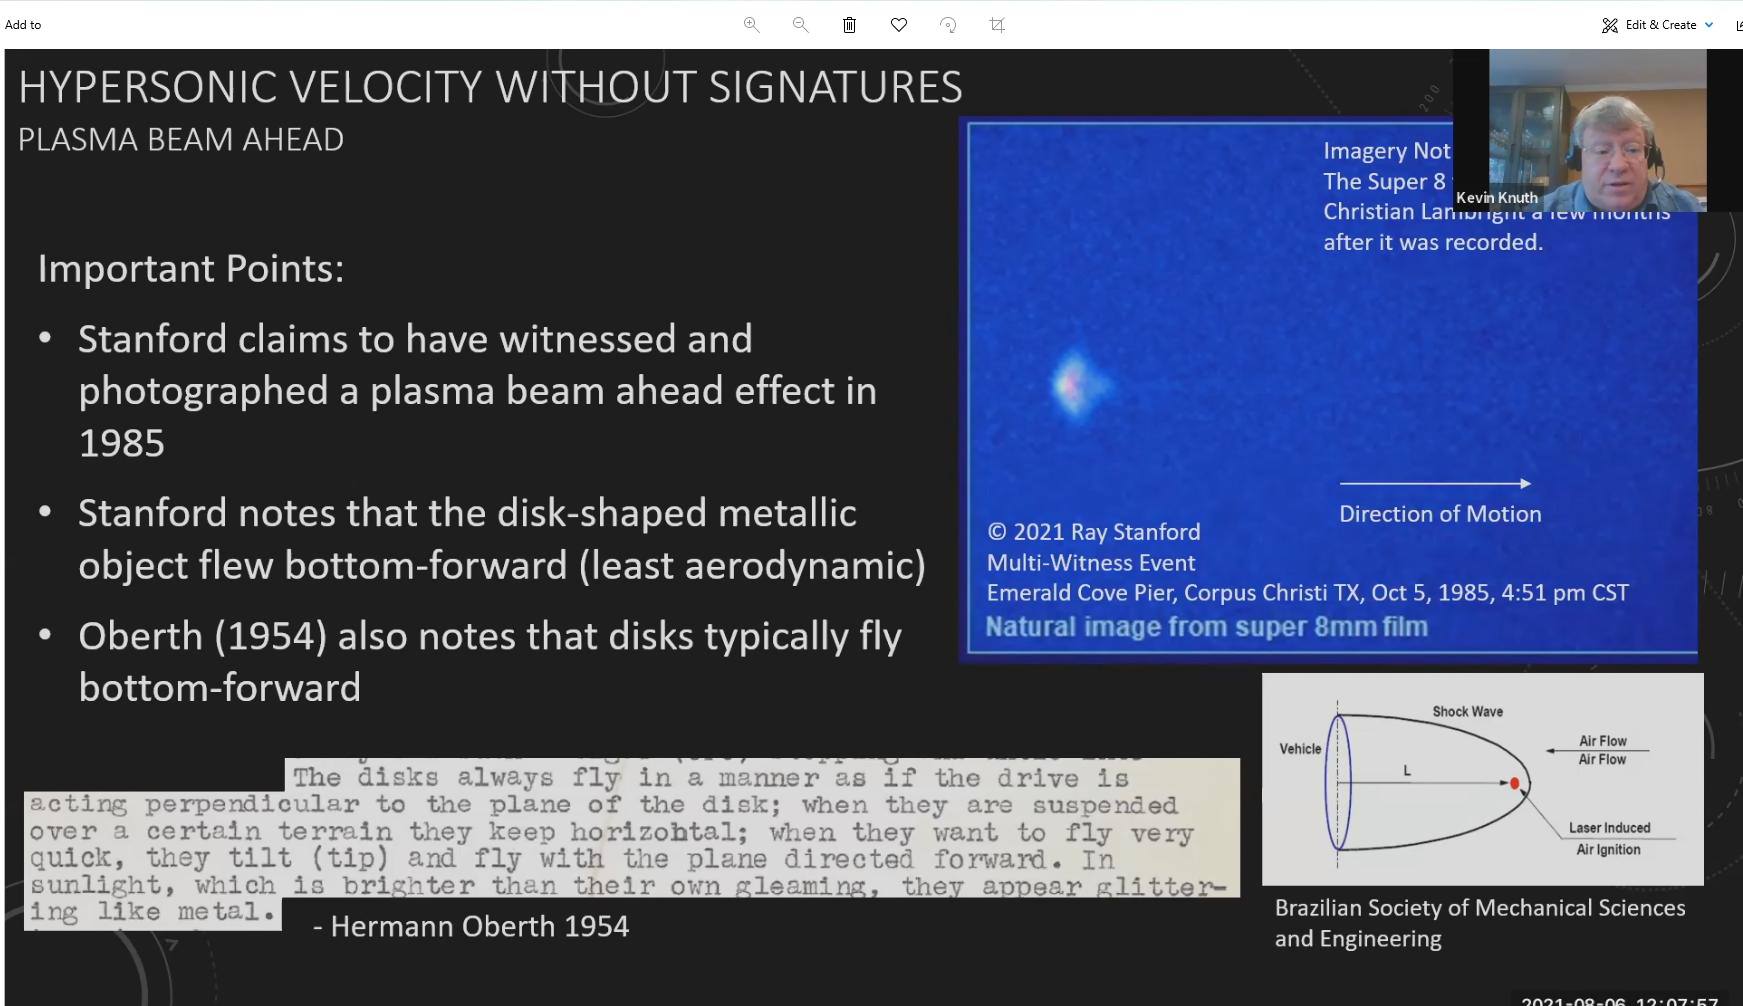 Add to
Edit & Create
HYPERSONIC VELOCITY WITHOUT SIGNATURES
PLASMA BEAM AHEAD
Important Points:
• Stanford claims to have witnessed and
photographed a plasma beam ahead effect in
1985
• Stanford notes that the disk-shaped metallic
object flew bottom-forward (least aerodynamic)
• Oberth (1954) also notes that disks typically fly
bottom-forward
The disks always fly in a manner as if the drive is
acting perpendicular to the plane of the disk; when they are suspended
over a certain terrain they keep horizontal; when they want to fly very
quick, they tilt (tip) and fly with the plane directed forward. In
sunlight, which is brighter than their own gleaming, they appear glitter-
ing like metal.
- Hermann Oberth 1954
200
Imagery Not
The Super 8
Christian Lambright a few months
after it was recorded.
Kevin Knuth
Direction of Motion
© 2021 Ray Stanford
Multi-Witness Event
Emerald Cove Pier, Corpus Christi TX, Oct 5, 1985, 4:51 pm CST
Natural image from super 8mm film
Shock Wave
Vehicle
Air Flow
Air Flow
L
Laser Induced
Air Ignition
Brazilian Society of Mechanical Sciences
and Engineering
2021-08-06 12:07:57